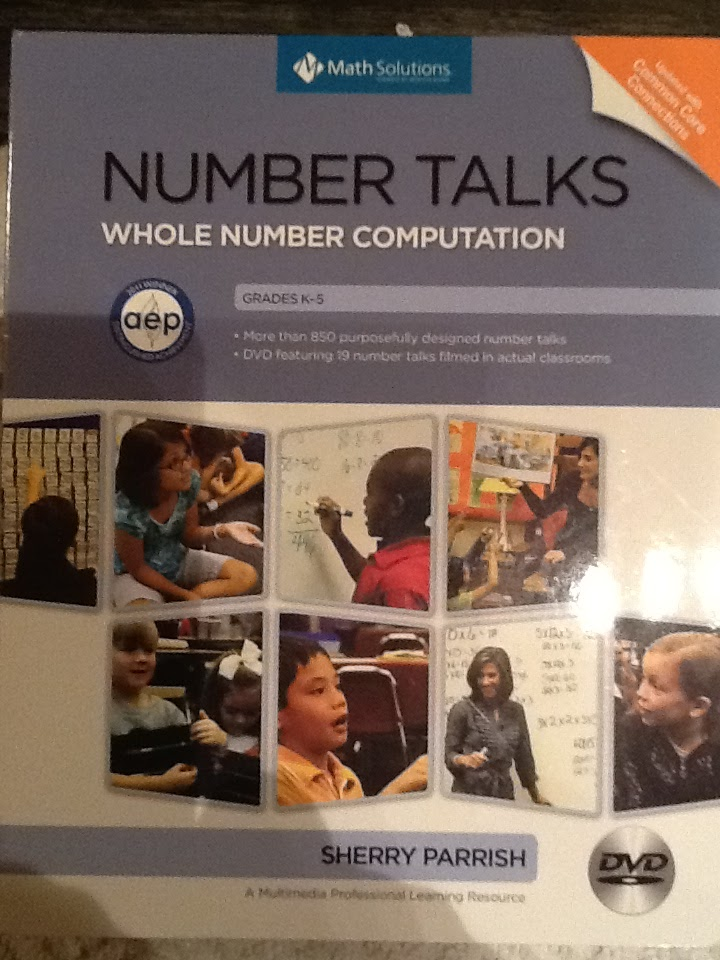 Math Solutions
Updated with
Common Core
Connections
NUMBER TALKS
WHOLE NUMBER COMPUTATION
2011 WINNER
aep
DISTINGUISHED ACHIEVEMENT
GRADES K–5
• More than 850 purposefully designed number talks
• DVD featuring 19 number talks filmed in actual classrooms
SHERRY PARRISH
DVD
A Multimedia Professional Learning Resource